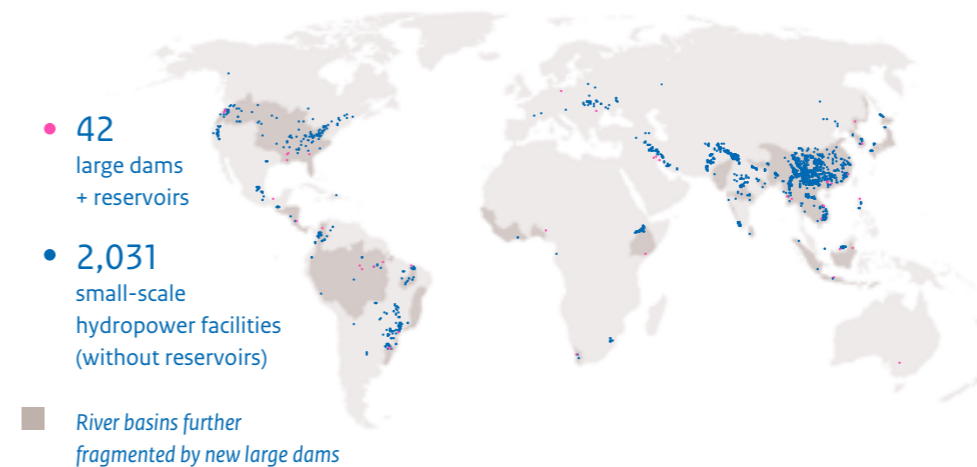 42
large dams
+ reservoirs
2,031
small-scale
hydropower facilities
(without reservoirs)
River basins further
fragmented by new large dams